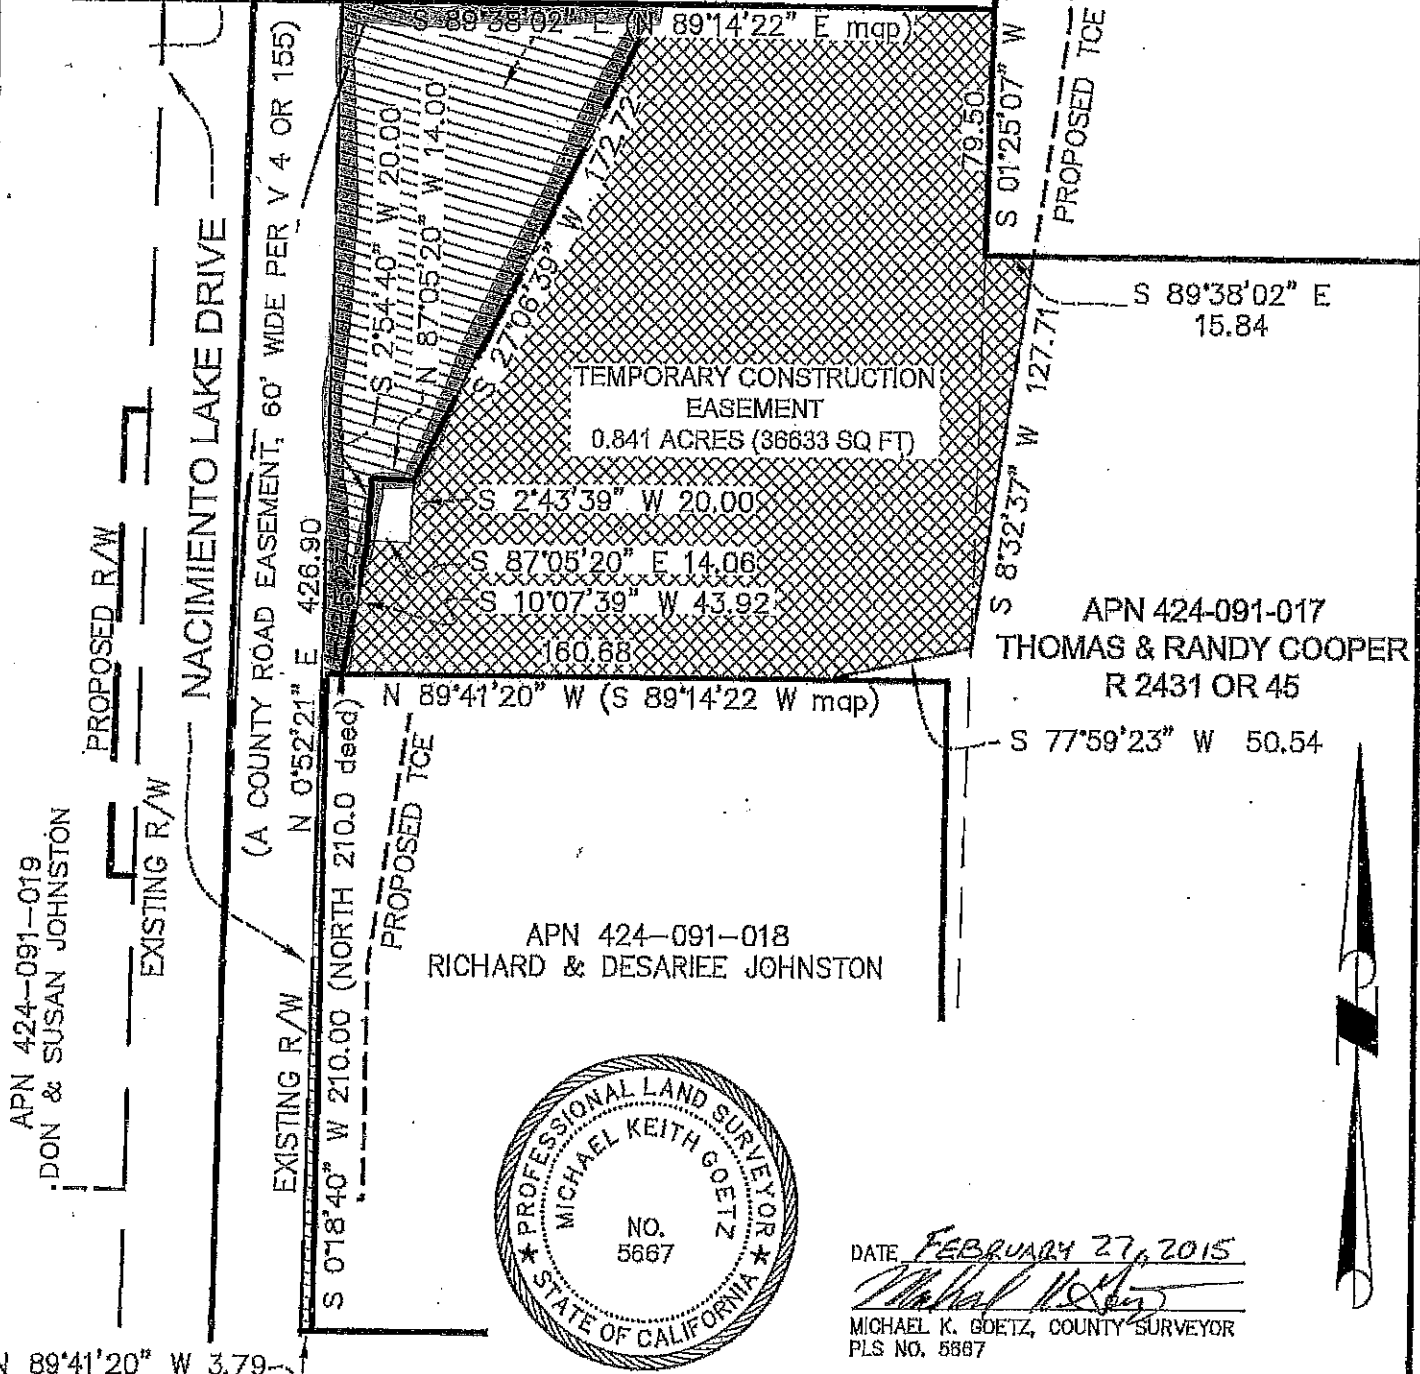 S 89°38'02" E (N 89°14'22" E map)
PROPOSED TCE
S 01°25'07" W
79.50
(A COUNTY ROAD EASEMENT, 60' WIDE PER V 4 OR 155)
NACIMIENTO LAKE DRIVE
S 2°54'40" W 20.00
N 87°05'20" W 14.00
S 27°06'39" W 172.72
S 89°38'02" E
15.84
S 8°32'37" W 127.71
TEMPORARY CONSTRUCTION
EASEMENT
0.841 ACRES (36633 SQ FT)
S 2°43'39" W 20.00
S 87°05'20" E 14.06
S 10°07'39" W 43.92
160.68
N 89°41'20" W (S 89°14'22 W map)
N 0°52'21" E 426.90
PROPOSED R/W
EXISTING R/W
APN 424-091-017
THOMAS & RANDY COOPER
R 2431 OR 45
S 77°59'23" W 50.54
PROPOSED TCE
APN 424-091-019
DON & SUSAN JOHNSTON
S 0°18'40" W 210.00 (NORTH 210.0 deed)
EXISTING R/W
APN 424-091-018
RICHARD & DESARIEE JOHNSTON
PROFESSIONAL LAND SURVEYOR
MICHAEL KEITH GOETZ
NO.
5667
STATE OF CALIFORNIA
N
DATE FEBRUARY 27, 2015
MICHAEL K. GOETZ, COUNTY SURVEYOR
PLS NO. 5667
N 89°41'20" W 3.79